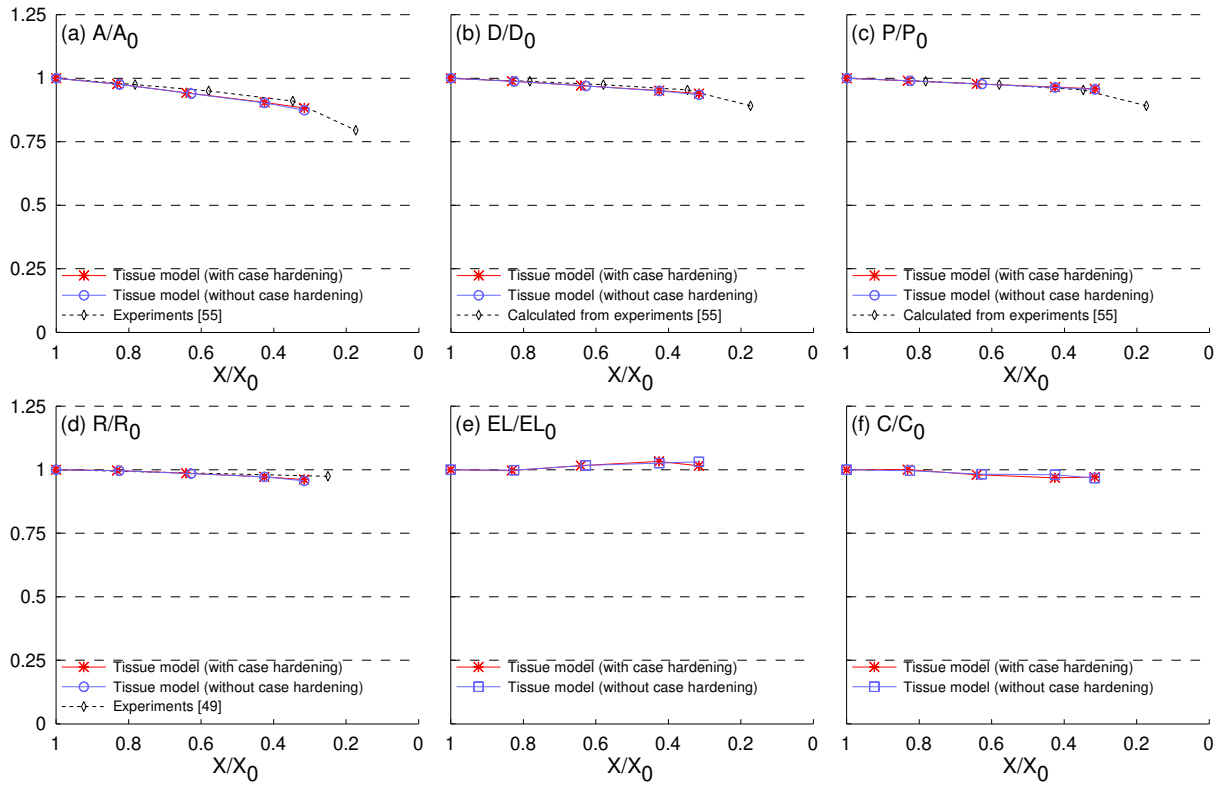 (a) A/A0
(b) D/D0
(c) P/P0
1.25
1
0.75
0.5
0.25
0
Tissue model (with case hardening)
Tissue model (without case hardening)
Experiments [55]
Tissue model (with case hardening)
Tissue model (without case hardening)
Calculated from experiments [55]
Tissue model (with case hardening)
Tissue model (without case hardening)
Calculated from experiments [55]
1 0.8 0.6 0.4 0.2 0
1 0.8 0.6 0.4 0.2 0
1 0.8 0.6 0.4 0.2 0
X/X0
X/X0
X/X0
(d) R/R0
(e) EL/EL0
(f) C/C0
1.25
1
0.75
0.5
0.25
0
Tissue model (with case hardening)
Tissue model (without case hardening)
Experiments [49]
Tissue model (with case hardening)
Tissue model (without case hardening)
Tissue model (with case hardening)
Tissue model (without case hardening)
1 0.8 0.6 0.4 0.2 0
1 0.8 0.6 0.4 0.2 0
1 0.8 0.6 0.4 0.2 0
X/X0
X/X0
X/X0